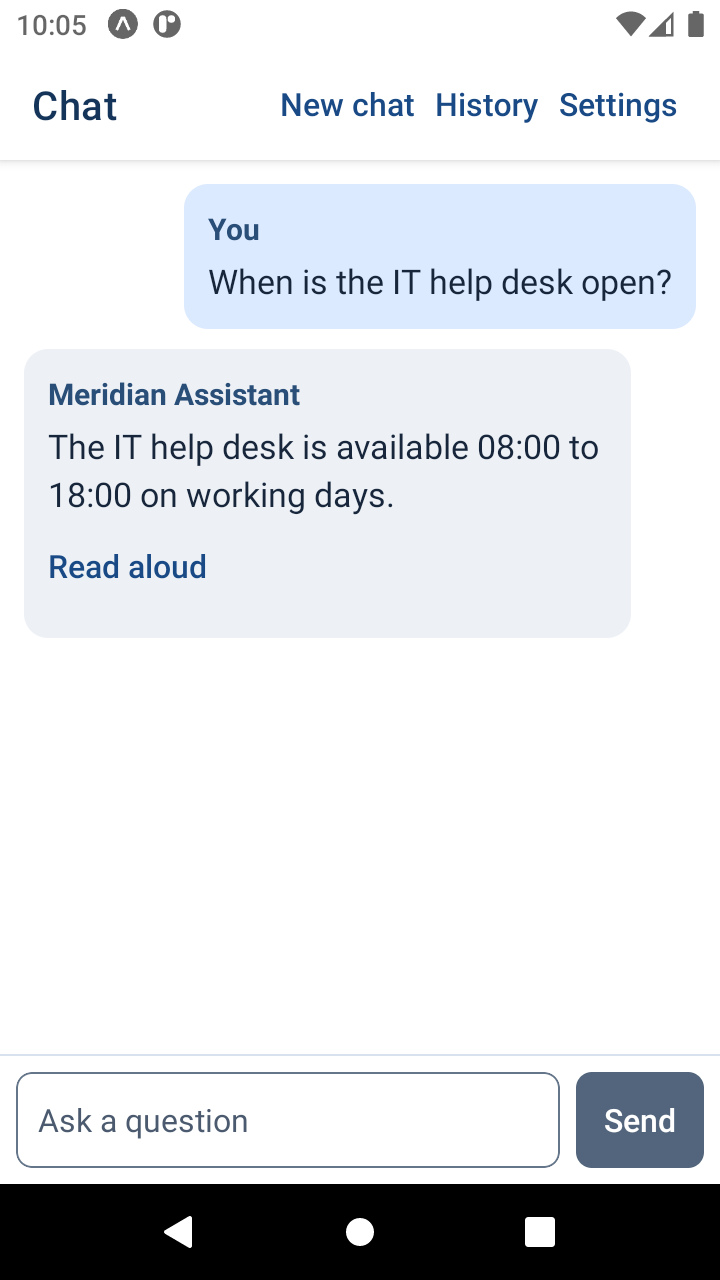 10:05
Chat
New chat
History
Settings
You
When is the IT help desk open?
Meridian Assistant
The IT help desk is available 08:00 to
18:00 on working days.
Read aloud
Ask a question
Send